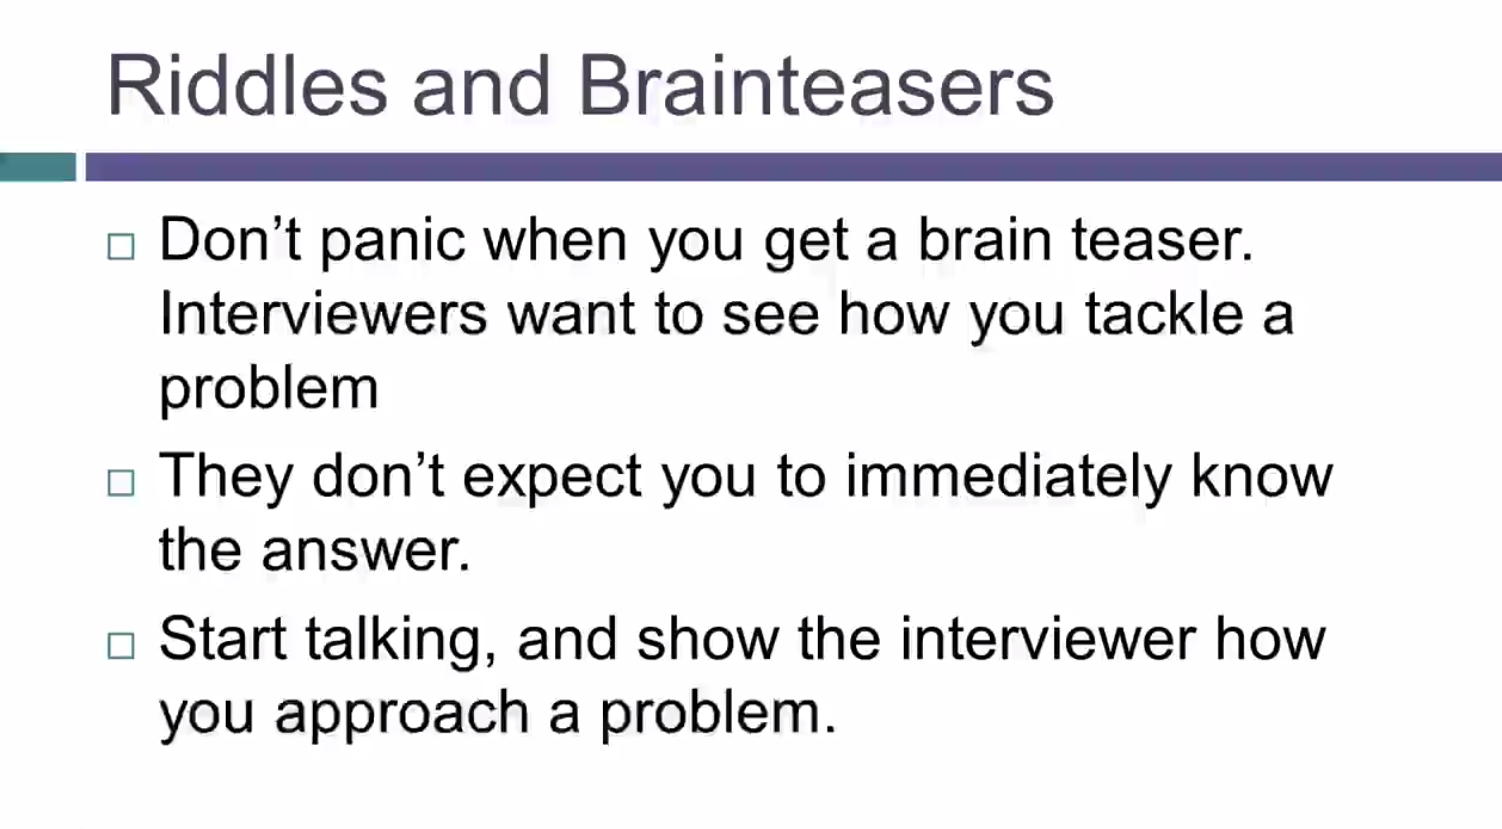 Riddles and Brainteasers
Don’t panic when you get a brain teaser.
Interviewers want to see how you tackle a
problem
They don’t expect you to immediately know
the answer.
Start talking, and show the interviewer how
you approach a problem.